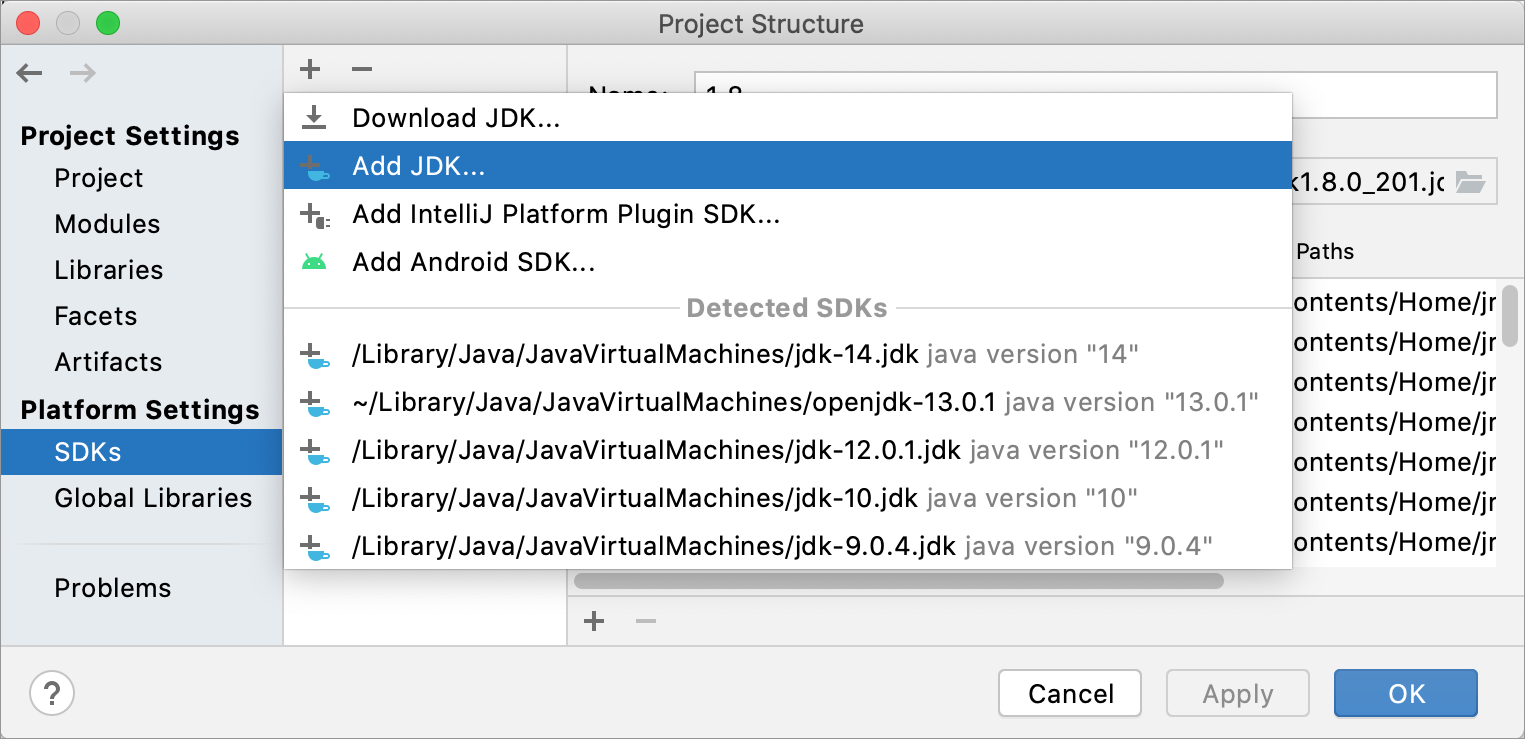 Project Structure
Project Settings
Project
Modules
Libraries
Facets
Artifacts
Platform Settings
SDKs
Global Libraries
Problems
Name: 1.8
Download JDK...
Add JDK...
Add IntelliJ Platform Plugin SDK...
Add Android SDK...
Detected SDKs
/Library/Java/JavaVirtualMachines/jdk-14.jdk java version "14"
~/Library/Java/JavaVirtualMachines/openjdk-13.0.1 java version "13.0.1"
/Library/Java/JavaVirtualMachines/jdk-12.0.1.jdk java version "12.0.1"
/Library/Java/JavaVirtualMachines/jdk-10.jdk java version "10"
/Library/Java/JavaVirtualMachines/jdk-9.0.4.jdk java version "9.0.4"
k1.8.0_201.jd
Paths
ontents/Home/jr
ontents/Home/jr
ontents/Home/jr
ontents/Home/jr
ontents/Home/jr
ontents/Home/jr
ontents/Home/jr
?
Cancel
Apply
OK